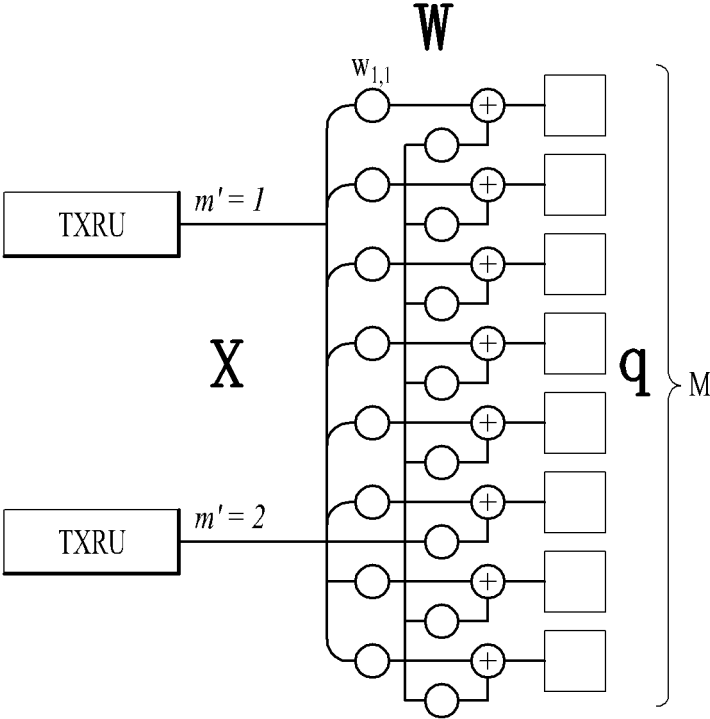 W
w1,1
m' = 1
TXRU
X
q
M
m' = 2
TXRU
+
+
+
+
+
+
+
+